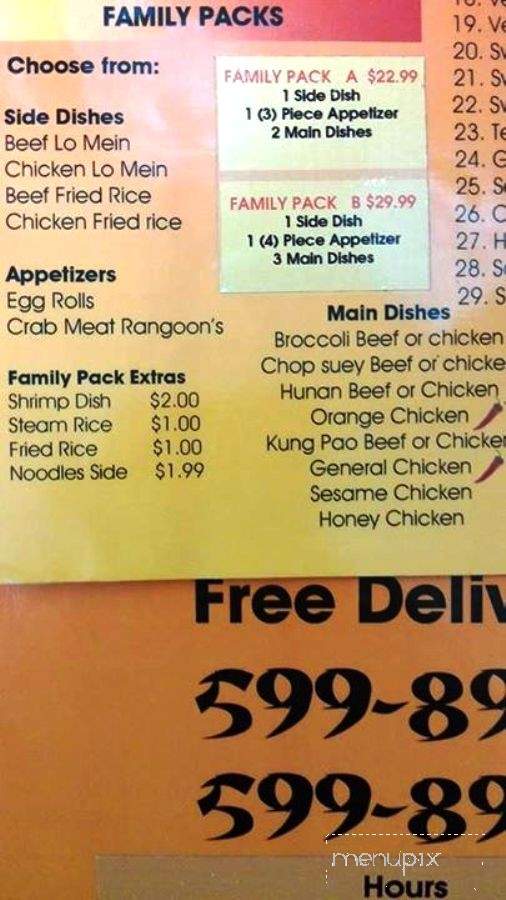 FAMILY PACKS
Choose from:
Side Dishes
Beef Lo Mein
Chicken Lo Mein
Beef Fried Rice
Chicken Fried rice
Appetizers
Egg Rolls
Crab Meat Rangoon's
Family Pack Extras
Shrimp Dish $2.00
Steam Rice $1.00
Fried Rice $1.00
Noodles Side $1.99
FAMILY PACK A $22.99
1 Side Dish
1 (3) Piece Appetizer
2 Main Dishes
FAMILY PACK B $29.99
1 Side Dish
1 (4) Piece Appetizer
3 Main Dishes
Main Dishes
Broccoli Beef or chicken
Chop suey Beef or chicke
Hunan Beef or Chicken
Orange Chicken
Kung Pao Beef or Chicken
General Chicken
Sesame Chicken
Honey Chicken
19. Ve
20. Sw
21. Sw
22. Sw
23. Te
24. G
25. S
26. C
27. H
28. S
29. S
Free Deliv
599-89
599-89
menupix
Hours